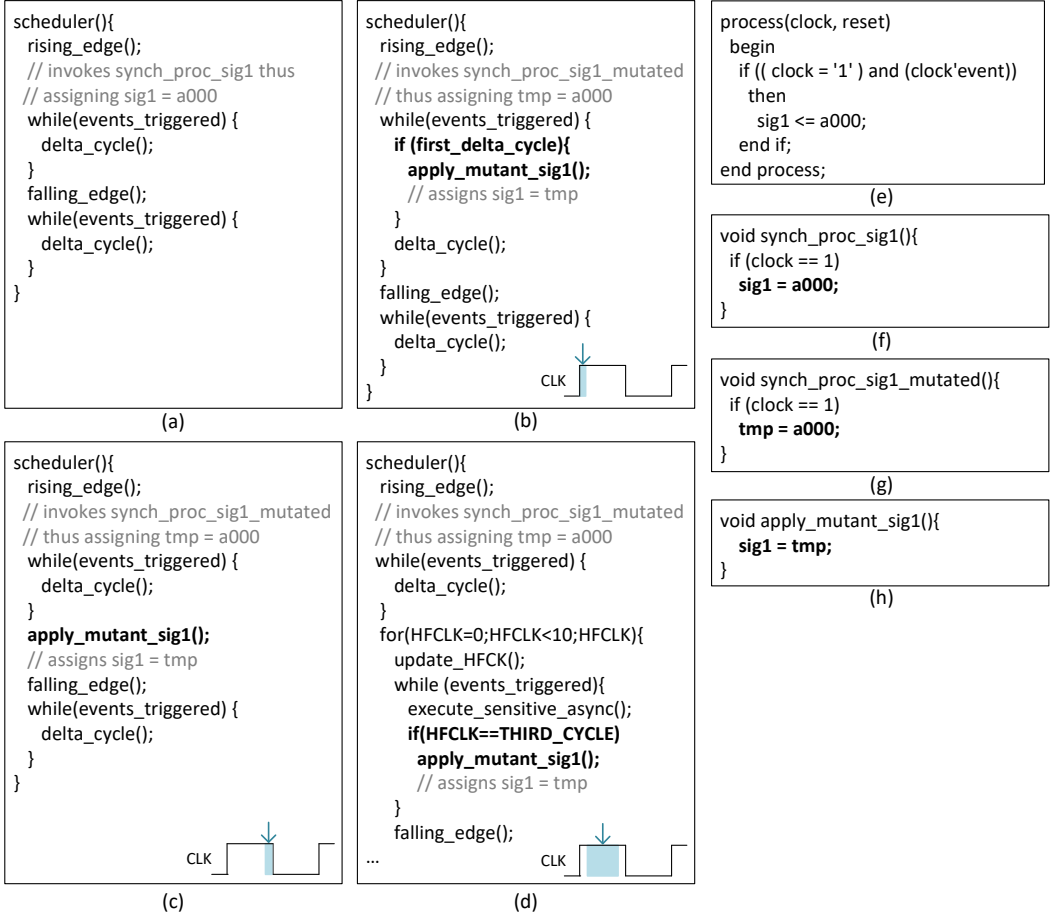 scheduler(){
rising_edge();
// invokes synch_proc_sig1 thus
// assigning sig1 = a000
while(events_triggered) {
delta_cycle();
}
falling_edge();
while(events_triggered) {
delta_cycle();
}
}
(a)
scheduler(){
rising_edge();
// invokes synch_proc_sig1_mutated
// thus assigning tmp = a000
while(events_triggered) {
if (first_delta_cycle){
apply_mutant_sig1();
// assigns sig1 = tmp
}
delta_cycle();
}
falling_edge();
while(events_triggered) {
delta_cycle();
}
}
CLK
(b)
scheduler(){
rising_edge();
// invokes synch_proc_sig1_mutated
// thus assigning tmp = a000
while(events_triggered) {
delta_cycle();
}
apply_mutant_sig1();
// assigns sig1 = tmp
falling_edge();
while(events_triggered) {
delta_cycle();
}
}
CLK
(c)
scheduler(){
rising_edge();
// invokes synch_proc_sig1_mutated
// thus assigning tmp = a000
while(events_triggered) {
delta_cycle();
}
for(HFCLK=0;HFCLK<10;HFCLK){
update_HFCK();
while (events_triggered){
execute_sensitive_async();
if(HFCLK==THIRD_CYCLE)
apply_mutant_sig1();
// assigns sig1 = tmp
}
falling_edge();
...
CLK
(d)
process(clock, reset)
begin
if (( clock = '1' ) and (clock'event))
then
sig1 <= a000;
end if;
end process;
(e)
void synch_proc_sig1(){
if (clock == 1)
sig1 = a000;
}
(f)
void synch_proc_sig1_mutated(){
if (clock == 1)
tmp = a000;
}
(g)
void apply_mutant_sig1(){
sig1 = tmp;
}
(h)